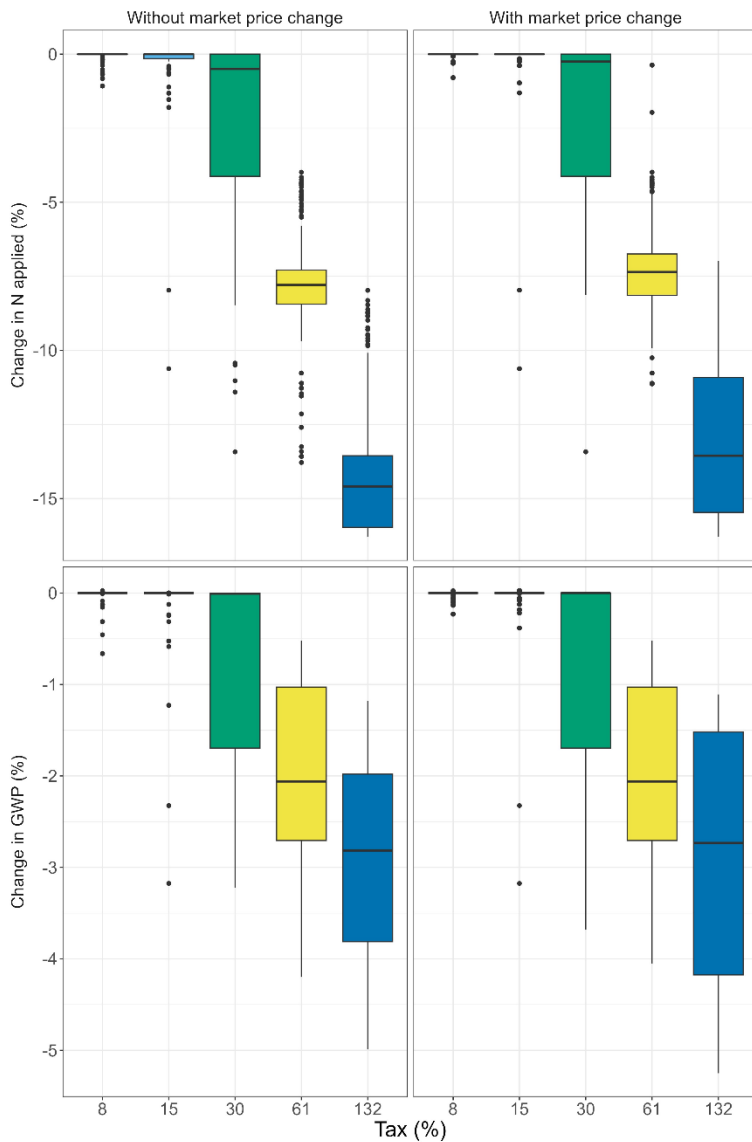 Without market price change
With market price change
Change in N applied (%)
0
-5
-10
-15
Change in GWP (%)
0
-1
-2
-3
-4
-5
8 15 30 61 132 8 15 30 61 132
Tax (%)